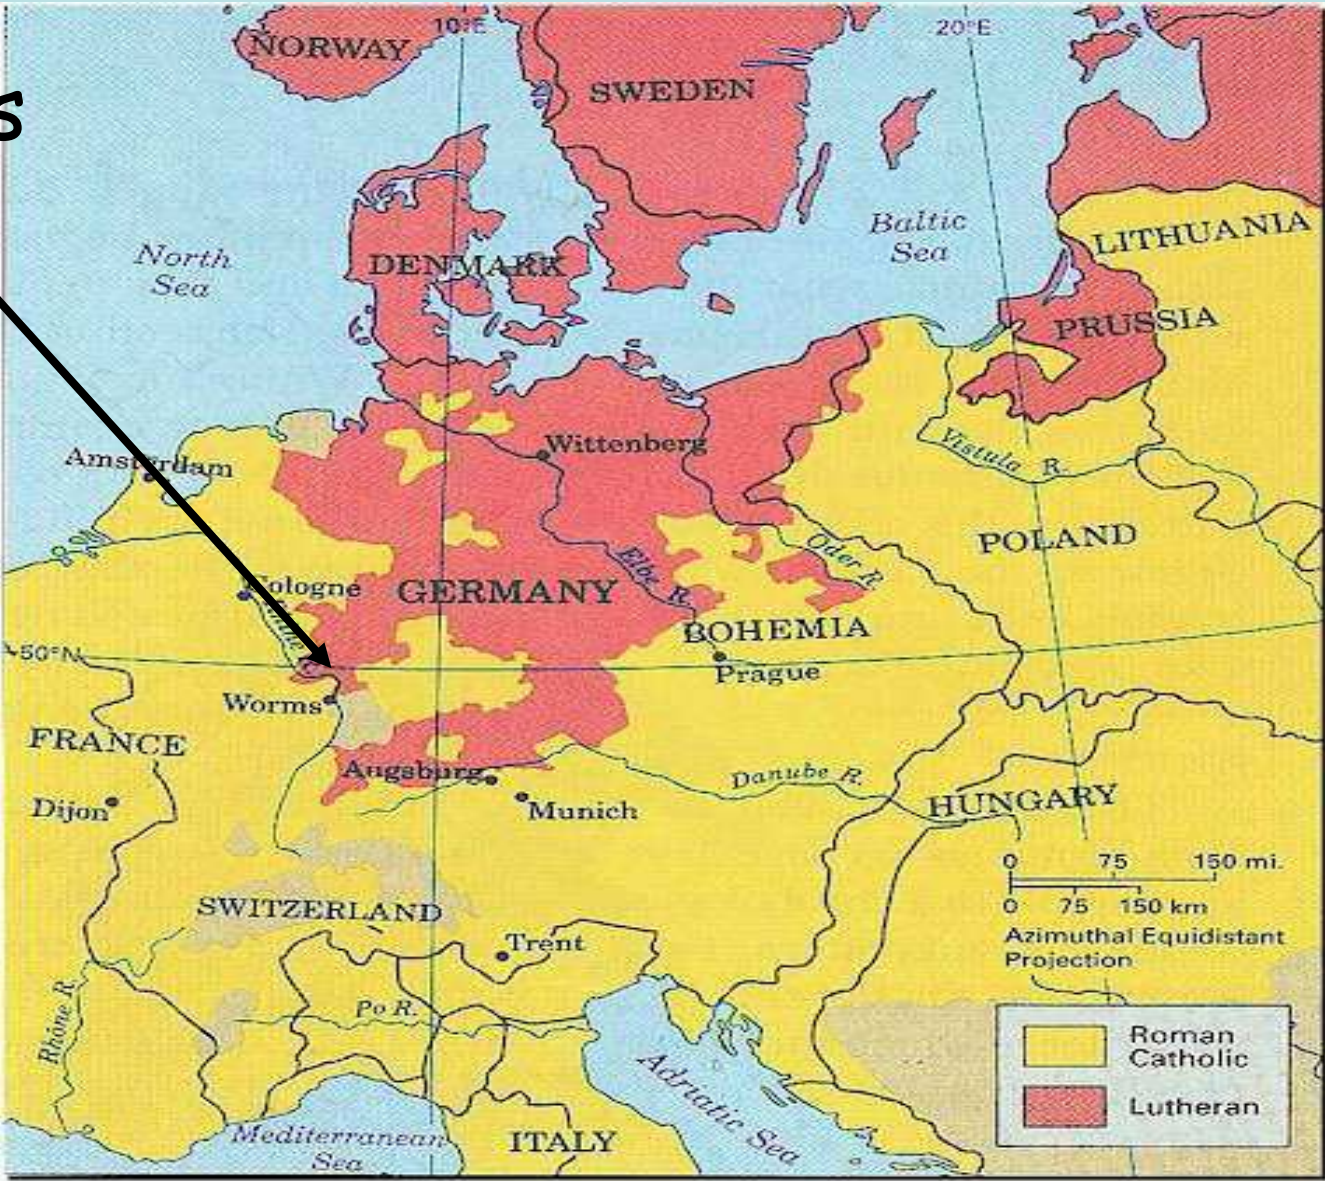 10°E
20°E
NORWAY
SWEDEN
s
Baltic
Sea
LITHUANIA
North
Sea
DENMARK
PRUSSIA
Wittenberg
Amsterdam
Vistula R.
POLAND
Oder R.
Elbe R.
Cologne
GERMANY
BOHEMIA
50°N
Prague
Worms
FRANCE
Augsburg
Danube R.
Dijon
Munich
HUNGARY
0 75 150 mi.
0 75 150 km
Azimuthal Equidistant
Projection
SWITZERLAND
Trent
Po R.
Rhône R.
Adriatic Sea
Mediterranean
Sea
ITALY
Roman
Catholic
Lutheran